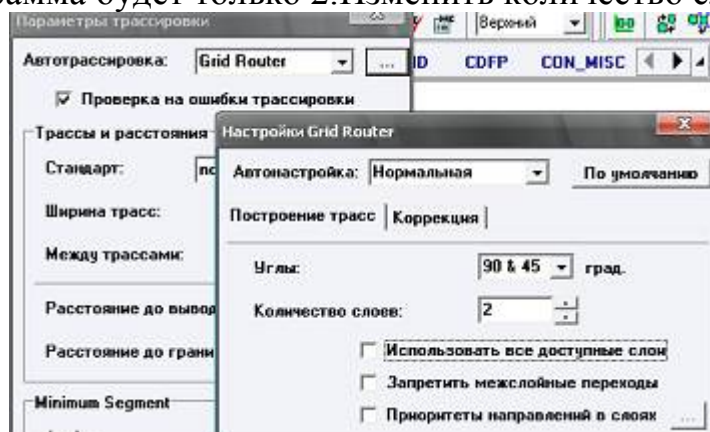 амма будет только 2.Изменить количество с
Параметры трассировки
Верхний
Автотрассировка: Grid Router ...
ID CDFP CON_MISC
Проверка на ошибки трассировки
Трассы и расстояния
Настройки Grid Router
Стандарт:
Автонастройка: Нормальная По умолчанию
Ширина трасс:
Построение трасс Коррекция
Между трассами:
Углы: 90 & 45 град.
Расстояние до вывод
Количество слоев: 2
Расстояние до грани
Использовать все доступные слои
Запретить межслойные переходы
Minimum Segment
Приоритеты направлений в слоях ...